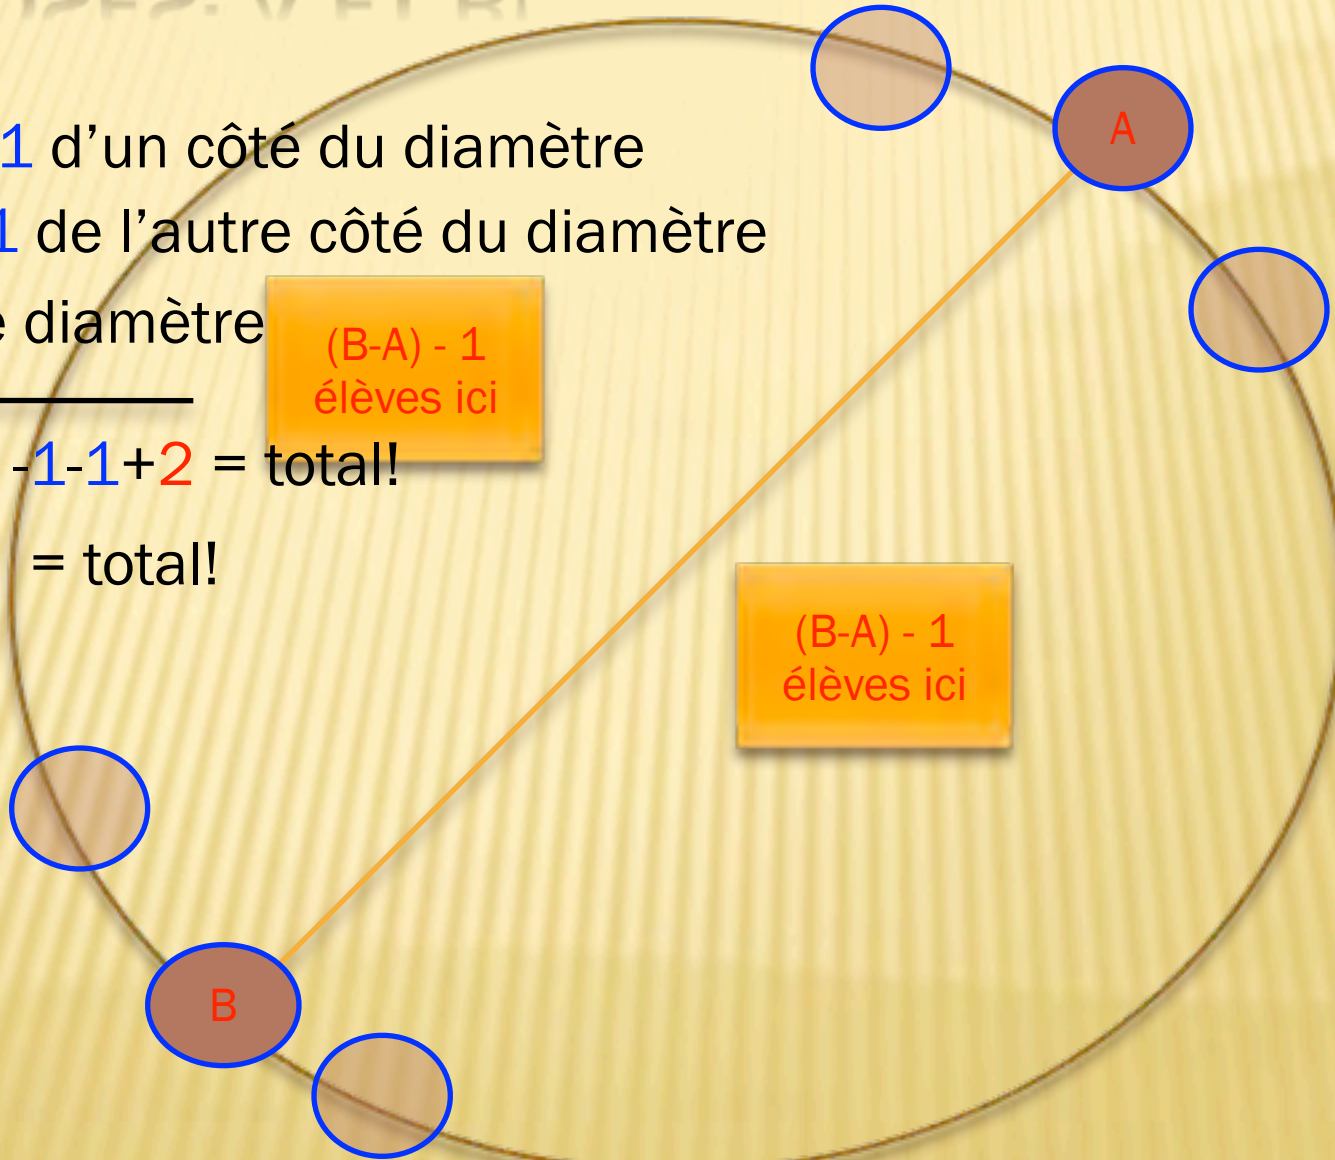 1 d’un côté du diamètre
1 de l’autre côté du diamètre
diamètre
(B-A) - 1
élèves ici
-1-1+2 = total!
= total!
(B-A) - 1
élèves ici
A
B